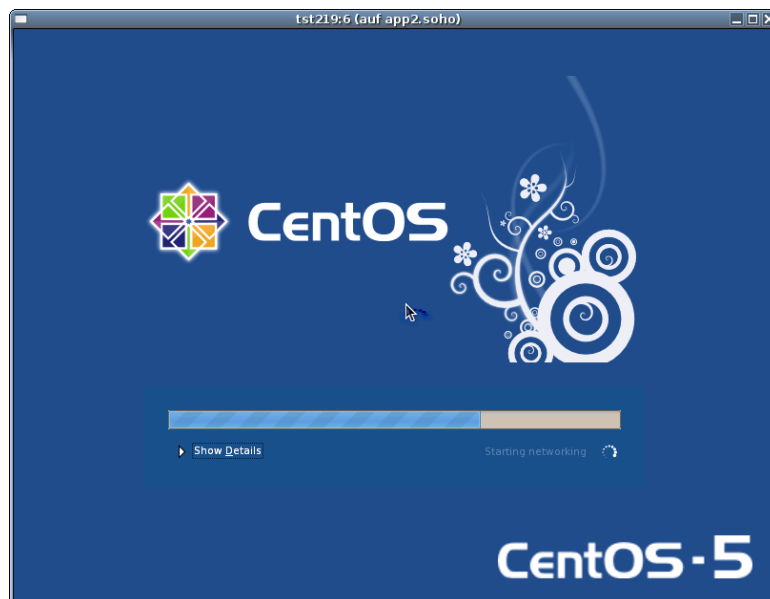 tst219:6 (auf app2.soho)
CentOS
Show Details
Starting networking
CentOS-5